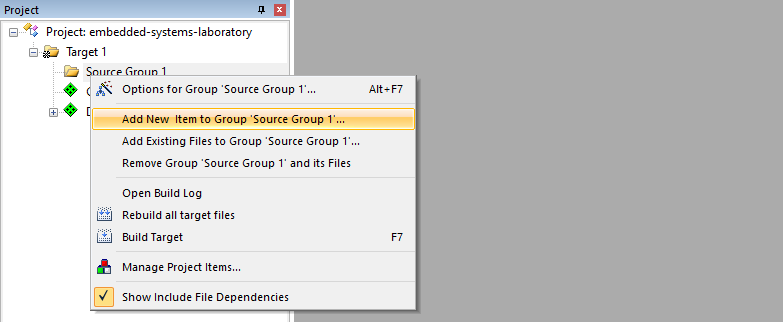 Project
Project: embedded-systems-laboratory
Target 1
Source Group 1
Options for Group 'Source Group 1'... Alt+F7
Add New  Item to Group 'Source Group 1'...
Add Existing Files to Group 'Source Group 1'...
Remove Group 'Source Group 1' and its Files
Open Build Log
Rebuild all target files
Build Target F7
Manage Project Items...
Show Include File Dependencies